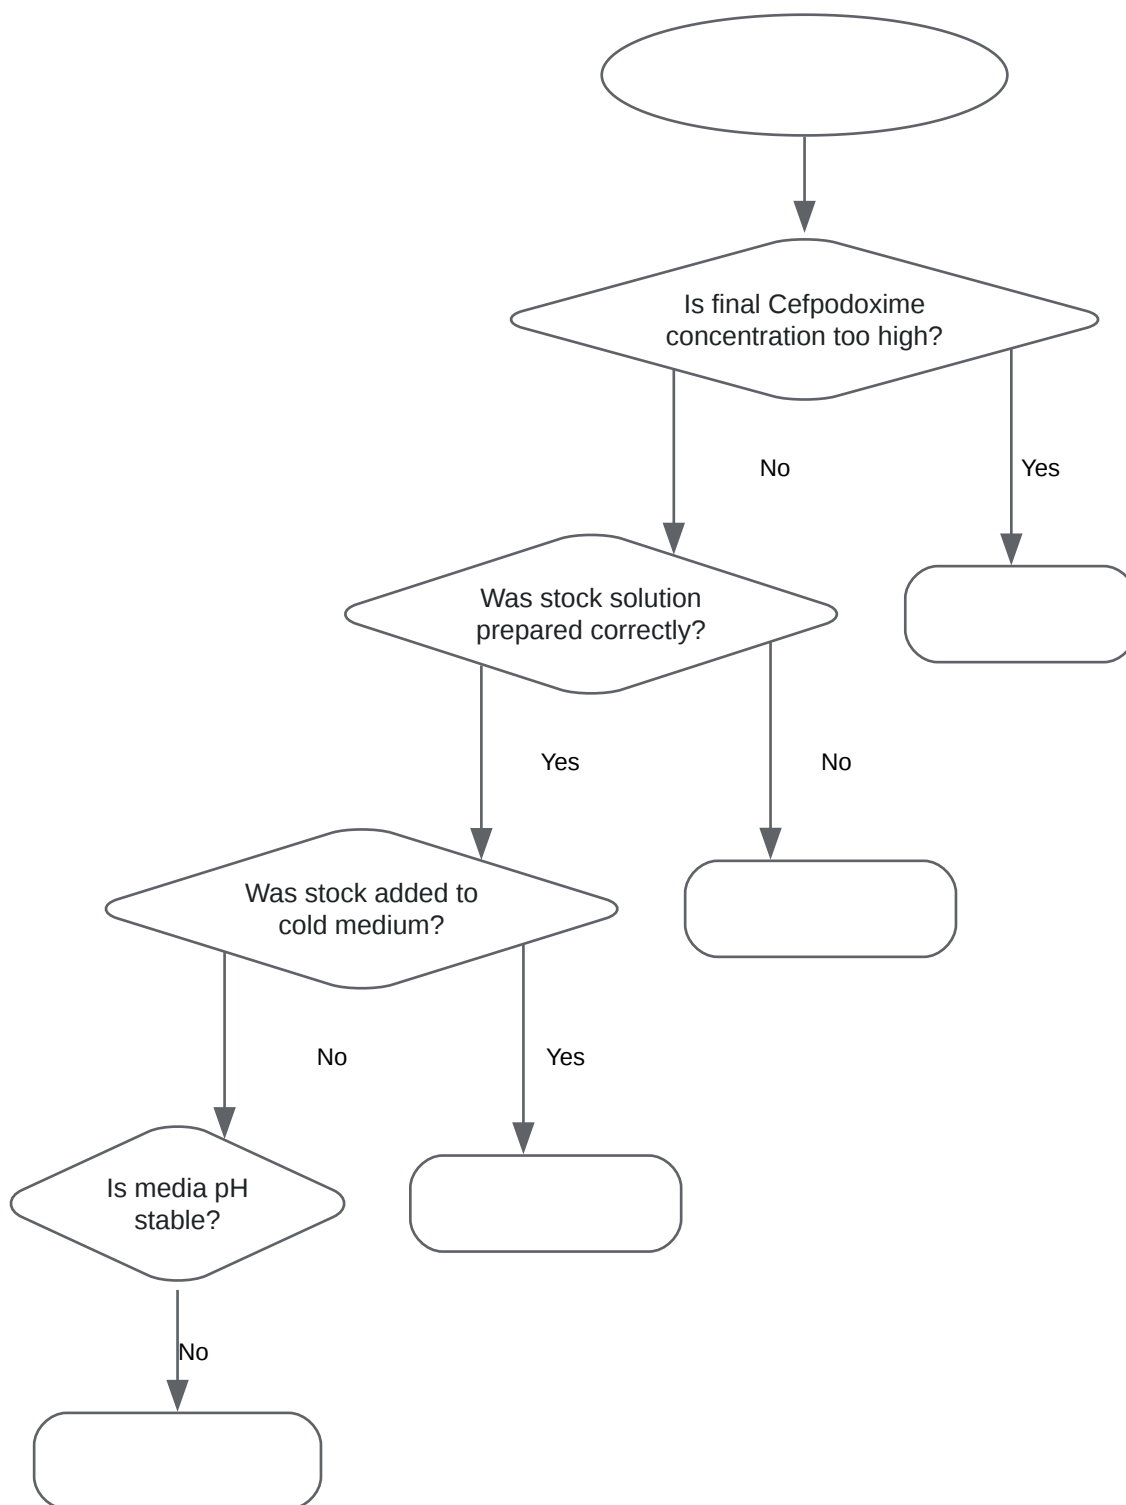 Is final Cefpodoxime
concentration too high?
No
Yes
Was stock solution
prepared correctly?
Yes
No
Was stock added to
cold medium?
No
Yes
Is media pH
stable?
No